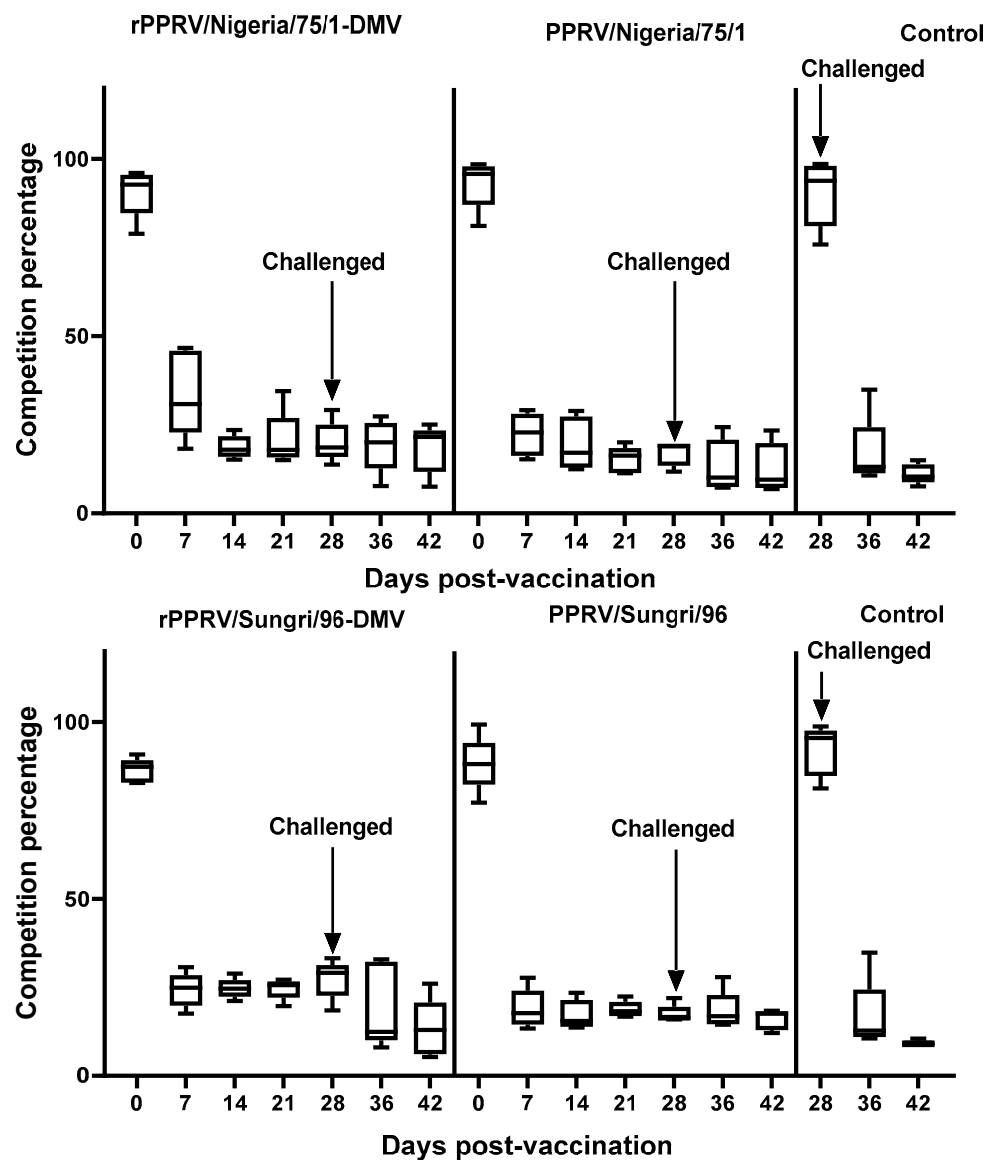 rPPRV/Nigeria/75/1-DMV PPRV/Nigeria/75/1 Control
Challenged
Competition percentage
100
50
0
Challenged Challenged
0 7 14 21 28 36 42 0 7 14 21 28 36 42 28 36 42
Days post-vaccination
rPPRV/Sungri/96-DMV PPRV/Sungri/96 Control
Challenged
Competition percentage
100
50
0
Challenged Challenged
0 7 14 21 28 36 42 0 7 14 21 28 36 42 28 36 42
Days post-vaccination